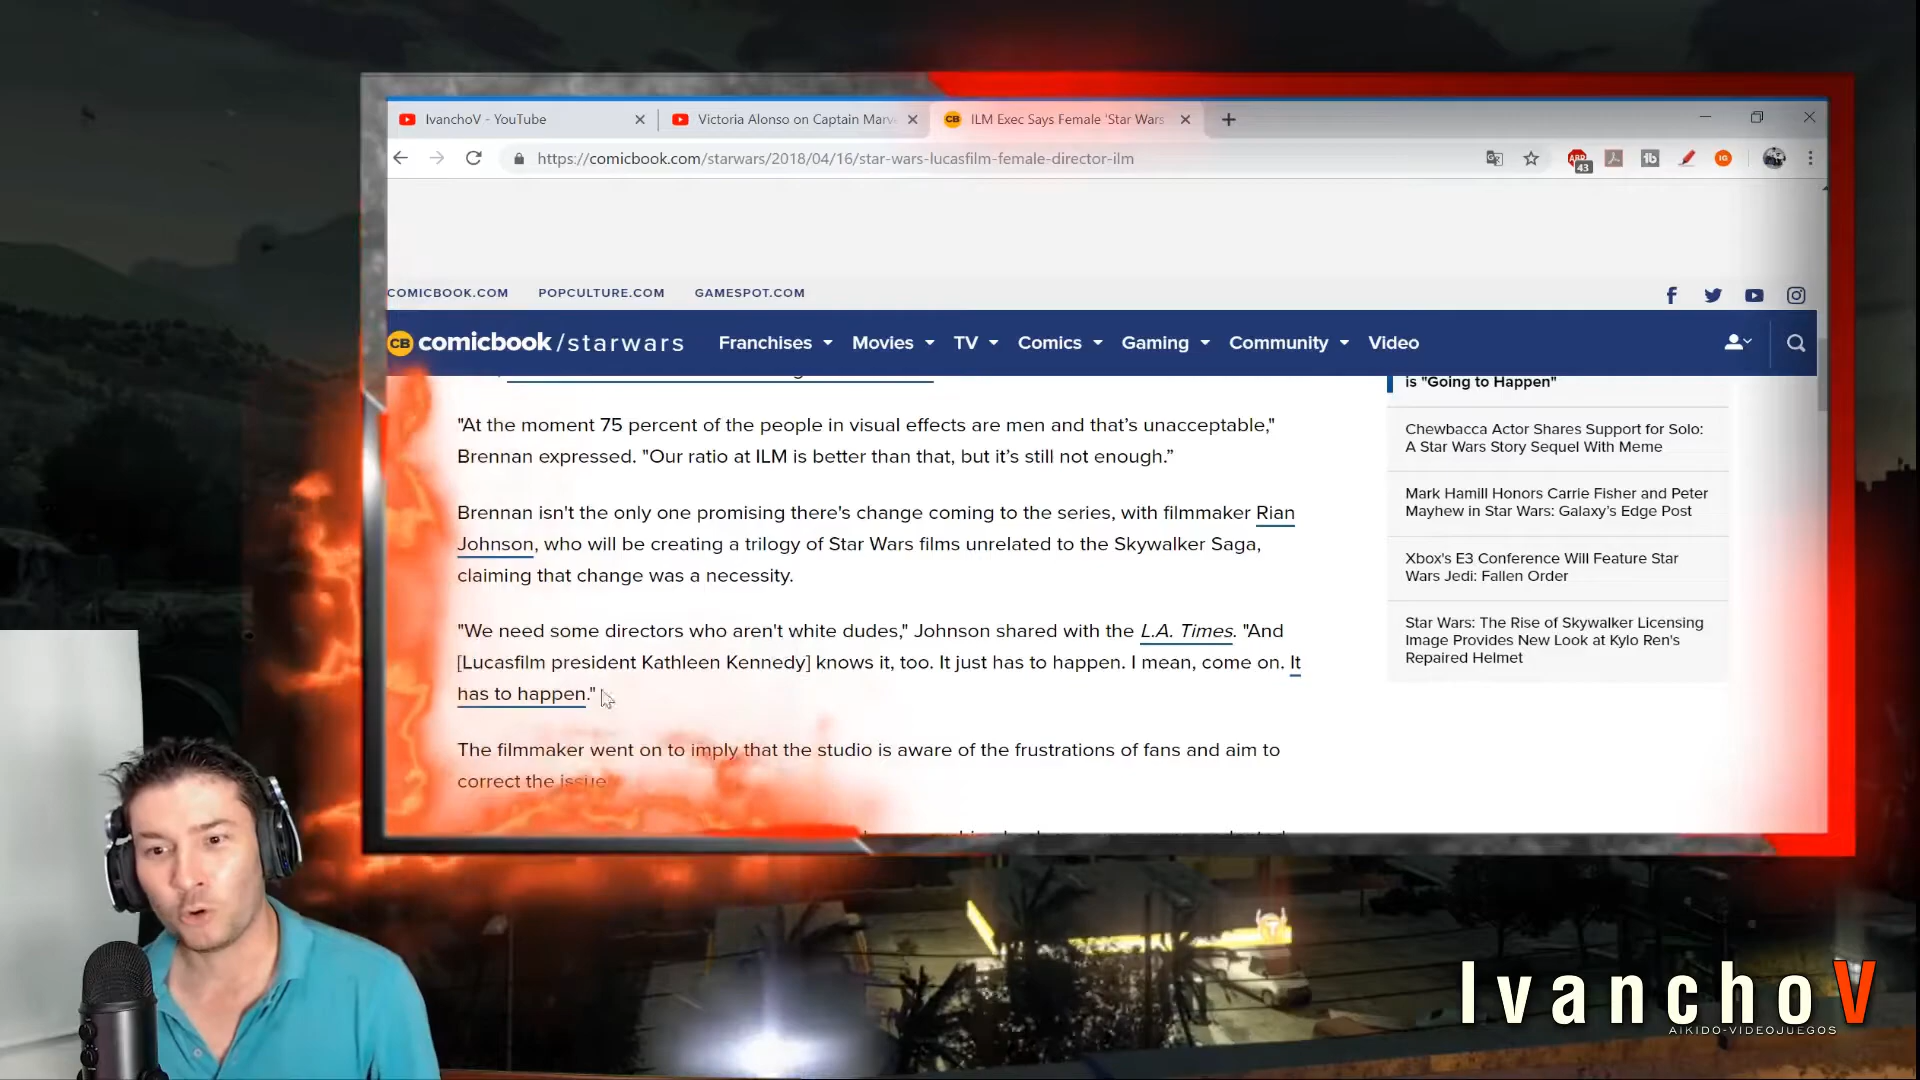 IvanchoV - YouTube
Victoria Alonso on Captain Marv
ILM Exec Says Female 'Star Wars
https://comicbook.com/starwars/2018/04/16/star-wars-lucasfilm-female-director-ilm
ABP
43
tb
IG
COMICBOOK.COM POPCULTURE.COM GAMESPOT.COM
CB comicbook/starwars Franchises Movies TV Comics Gaming Community Video
"At the moment 75 percent of the people in visual effects are men and that’s unacceptable,"
Brennan expressed. "Our ratio at ILM is better than that, but it’s still not enough.”
Brennan isn't the only one promising there's change coming to the series, with filmmaker Rian
Johnson, who will be creating a trilogy of Star Wars films unrelated to the Skywalker Saga,
claiming that change was a necessity.
"We need some directors who aren't white dudes," Johnson shared with the L.A. Times. "And
[Lucasfilm president Kathleen Kennedy] knows it, too. It just has to happen. I mean, come on. It
has to happen."
The filmmaker went on to imply that the studio is aware of the frustrations of fans and aim to
correct the issue
is "Going to Happen"
Chewbacca Actor Shares Support for Solo:
A Star Wars Story Sequel With Meme
Mark Hamill Honors Carrie Fisher and Peter
Mayhew in Star Wars: Galaxy's Edge Post
Xbox's E3 Conference Will Feature Star
Wars Jedi: Fallen Order
Star Wars: The Rise of Skywalker Licensing
Image Provides New Look at Kylo Ren's
Repaired Helmet
IvanchoV
AIKIDO-VIDEOJUEGOS